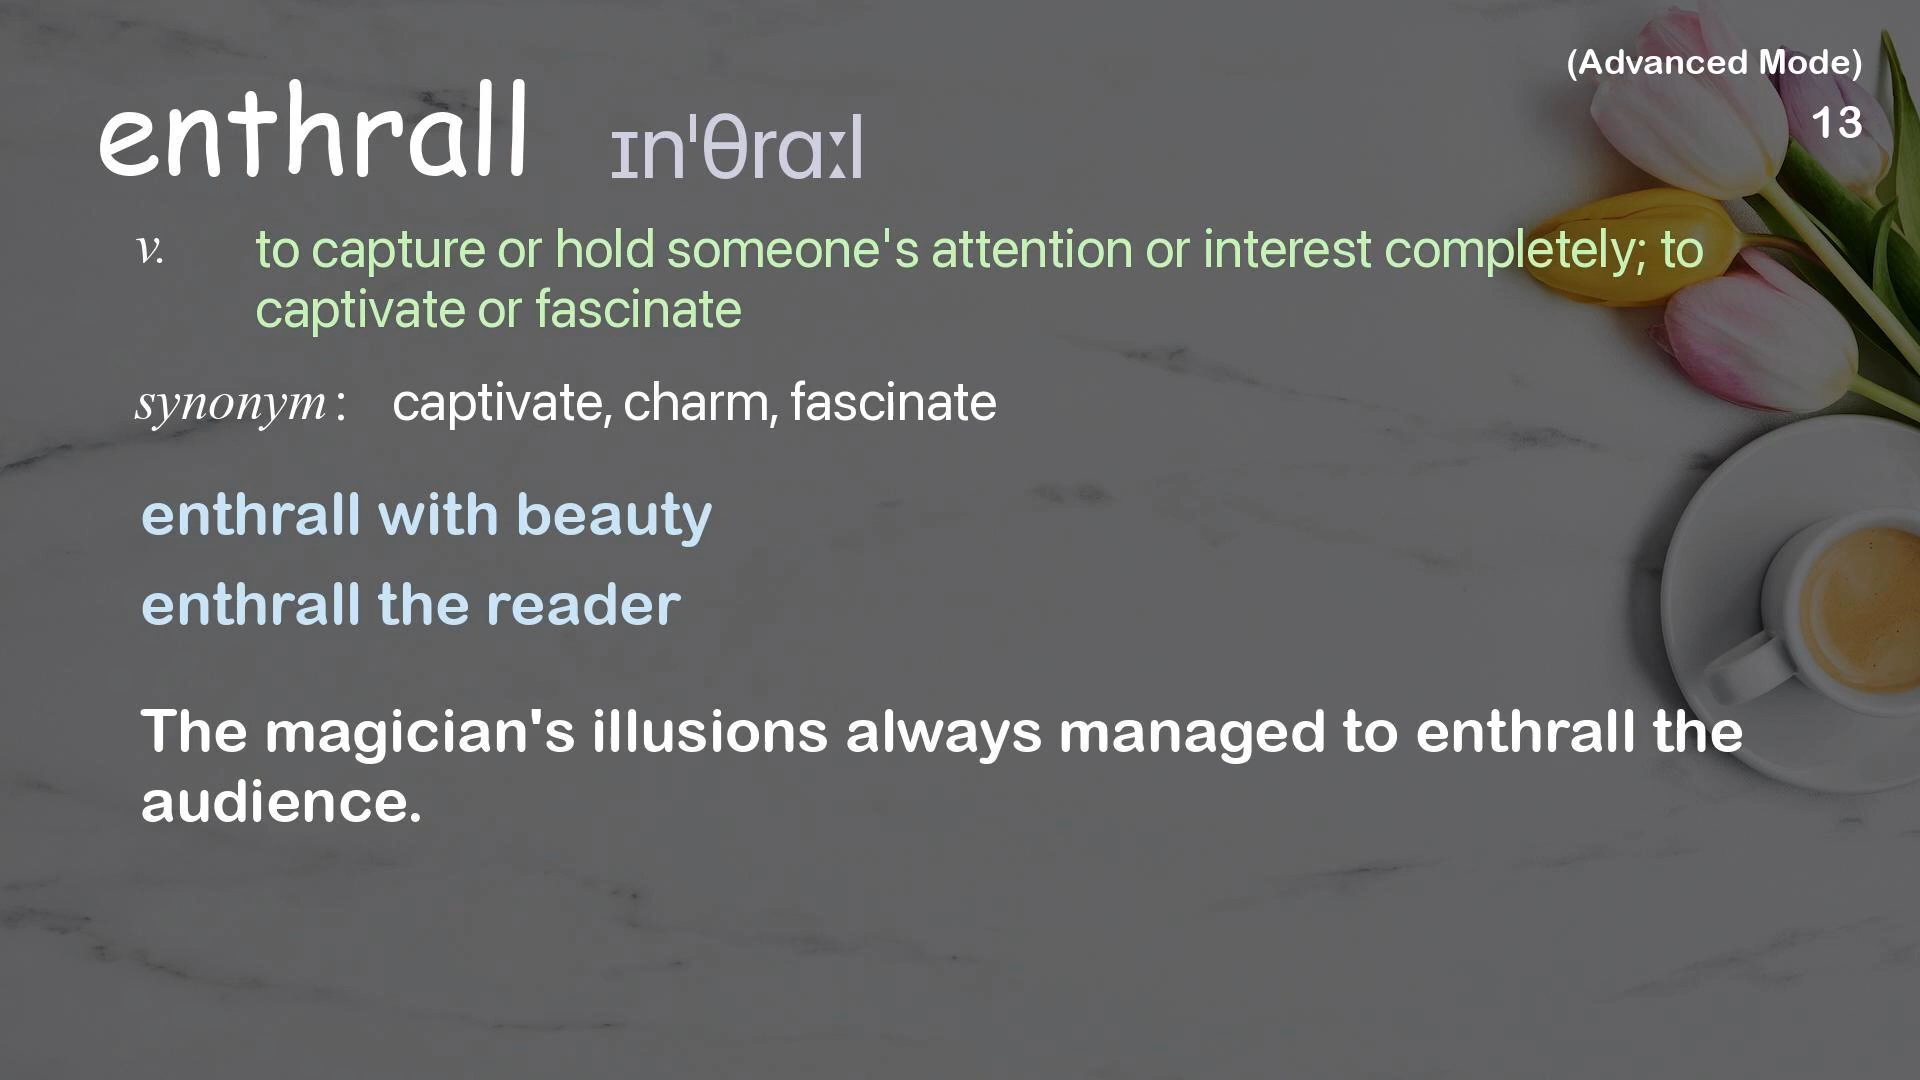 (Advanced Mode)
13
enthrall ɪnˈθrɑːl
v. to capture or hold someone's attention or interest completely; to
captivate or fascinate
synonym: captivate, charm, fascinate
enthrall with beauty
enthrall the reader
The magician's illusions always managed to enthrall the
audience.